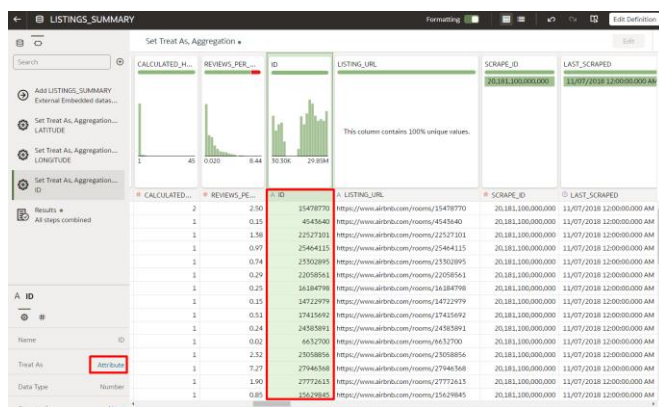 LISTINGS_SUMMARY
Formatting
Edit Definition
Set Treat As, Aggregation
Edit
Search
Add LISTINGS_SUMMARY
External Embedded datas...
Set Treat As, Aggregation...
LATITUDE
Set Treat As, Aggregation...
LONGITUDE
Set Treat As, Aggregation...
ID
Results
All steps combined
A ID
#
Name ID
Treat As Attribute
Data Type Number
CALCULATED_H... REVIEWS_PER_... ID LISTING_URL SCRAPE_ID LAST_SCRAPED
20,181,100,000,000 11/07/2018 12:00:00.000 AM
This column contains 100% unique values.
1 45 0.020 8.44 50.30K 29.85M
# CALCULATED... # REVIEWS_PE... A ID A LISTING_URL # SCRAPE_ID LAST_SCRAPED
2 2.50 15478770 https://www.airbnb.com/rooms/15478770 20,181,100,000,000 11/07/2018 12:00:00.000 AM
1 0.15 4543640 https://www.airbnb.com/rooms/4543640 20,181,100,000,000 11/07/2018 12:00:00.000 AM
1 1.38 22527101 https://www.airbnb.com/rooms/22527101 20,181,100,000,000 11/07/2018 12:00:00.000 AM
1 0.97 25464115 https://www.airbnb.com/rooms/25464115 20,181,100,000,000 11/07/2018 12:00:00.000 AM
1 0.74 23302895 https://www.airbnb.com/rooms/23302895 20,181,100,000,000 11/07/2018 12:00:00.000 AM
1 0.29 22058561 https://www.airbnb.com/rooms/22058561 20,181,100,000,000 11/07/2018 12:00:00.000 AM
1 0.25 16184798 https://www.airbnb.com/rooms/16184798 20,181,100,000,000 11/07/2018 12:00:00.000 AM
1 0.15 14722979 https://www.airbnb.com/rooms/14722979 20,181,100,000,000 11/07/2018 12:00:00.000 AM
1 0.51 17415692 https://www.airbnb.com/rooms/17415692 20,181,100,000,000 11/07/2018 12:00:00.000 AM
1 0.24 24383891 https://www.airbnb.com/rooms/24383891 20,181,100,000,000 11/07/2018 12:00:00.000 AM
1 0.02 6632700 https://www.airbnb.com/rooms/6632700 20,181,100,000,000 11/07/2018 12:00:00.000 AM
1 2.32 23058856 https://www.airbnb.com/rooms/23058856 20,181,100,000,000 11/07/2018 12:00:00.000 AM
1 7.27 27946368 https://www.airbnb.com/rooms/27946368 20,181,100,000,000 11/07/2018 12:00:00.000 AM
1 1.90 27772613 https://www.airbnb.com/rooms/27772613 20,181,100,000,000 11/07/2018 12:00:00.000 AM
1 0.85 15629845 https://www.airbnb.com/rooms/15629845 20,181,100,000,000 11/07/2018 12:00:00.000 AM